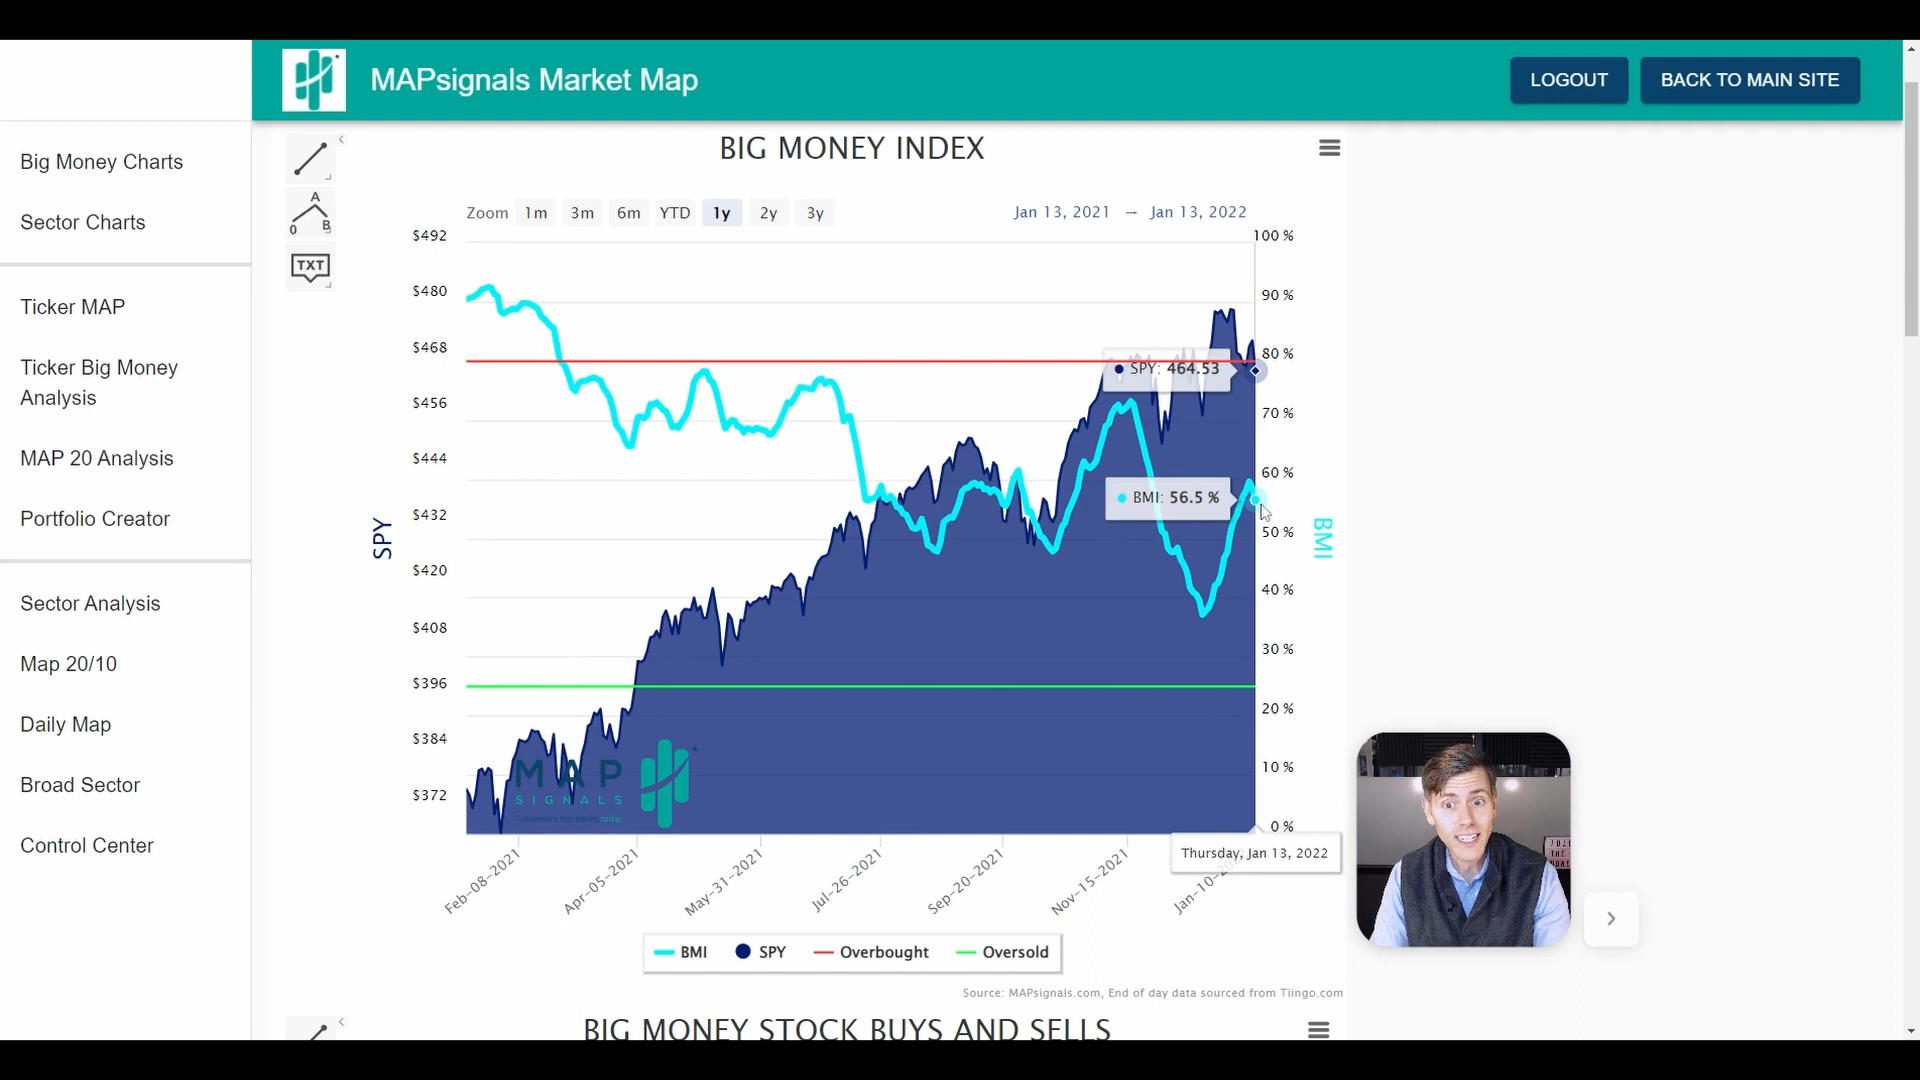 MAPsignals Market Map
LOGOUT
BACK TO MAIN SITE
Big Money Charts
Sector Charts
Ticker MAP
Ticker Big Money
Analysis
MAP 20 Analysis
Portfolio Creator
Sector Analysis
Map 20/10
Daily Map
Broad Sector
Control Center
A
0 B
TXT
BIG MONEY INDEX
Zoom 1m 3m 6m YTD 1y 2y 3y
Jan 13, 2021 → Jan 13, 2022
$492
$480
$468
$456
$444
$432
$420
$408
$396
$384
$372
SPY
100 %
90 %
80 %
70 %
60 %
50 %
40 %
30 %
20 %
10 %
0 %
BMI
SPY: 464.53
BMI: 56.5 %
MAP
SIGNALS
Thursday, Jan 13, 2022
Feb-08-2021
Apr-05-2021
May-31-2021
Jul-26-2021
Sep-20-2021
Nov-15-2021
BMI SPY Overbought Oversold
Source: MAPsignals.com, End of day data sourced from Tiingo.com
BIG MONEY STOCK BUYS AND SELLS